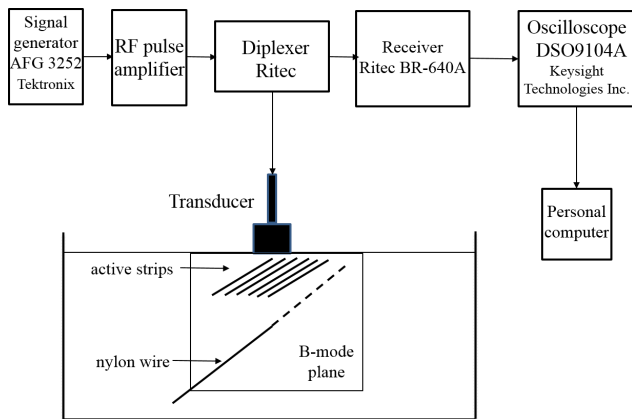 Signal
generator
AFG 3252
Tektronix
RF pulse
amplifier
Diplexer
Ritec
Receiver
Ritec BR-640A
Oscilloscope
DSO9104A
Keysight
Technologies Inc.
Transducer
Personal
computer
active strips
nylon wire
B-mode
plane